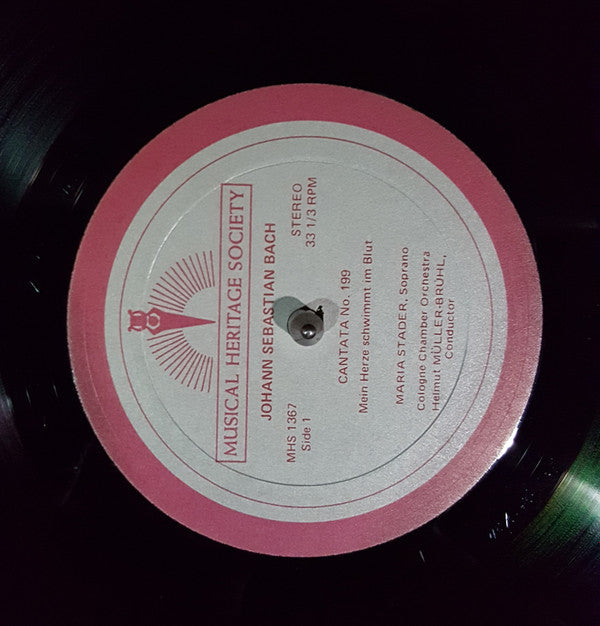 MUSICAL HERITAGE SOCIETY
JOHANN SEBASTIAN BACH
MHS 1367
Side 1
STEREO
33 1/3 RPM
CANTATA No. 199
Mein Herze schwimmt im Blut
MARIA STADER, Soprano
Cologne Chamber Orchestra
Helmut MÜLLER-BRÜHL,
Conductor